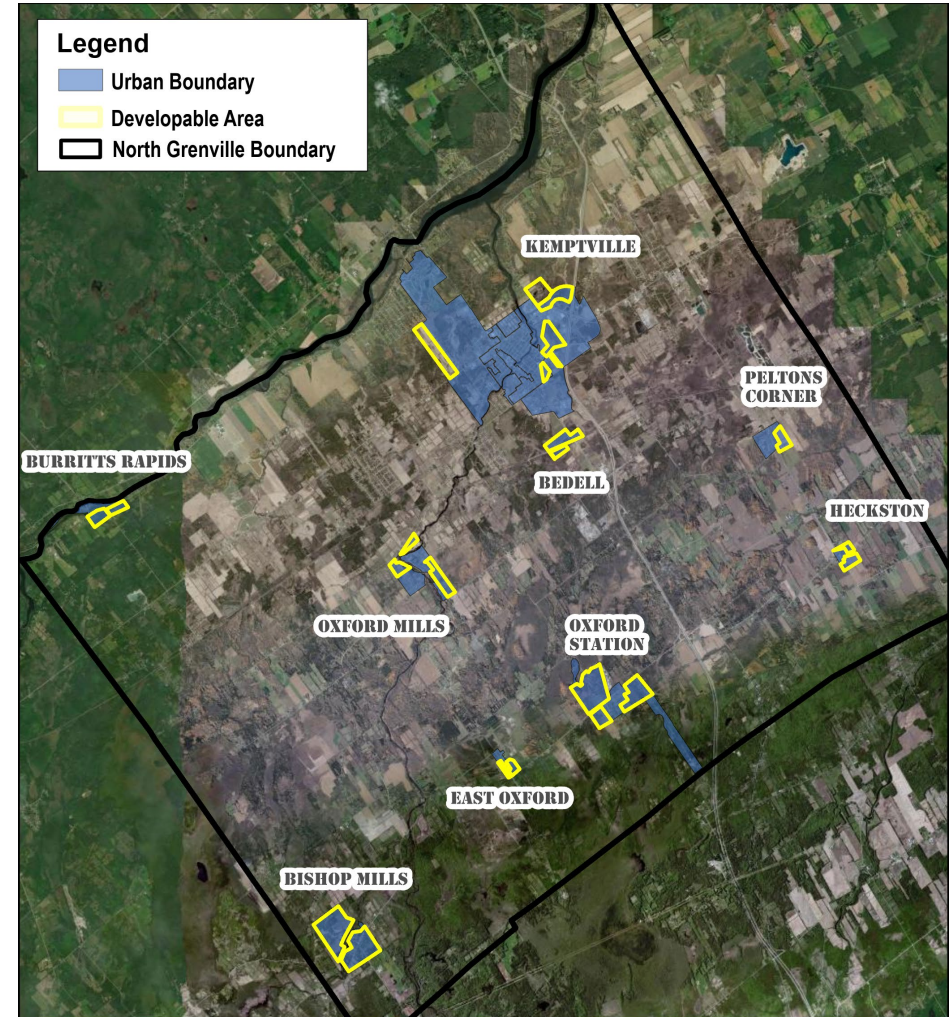 Legend
Urban Boundary
Developable Area
North Grenville Boundary
KEMPTVILLE
PELTONS
CORNER
BURRITTS RAPIDS
BEDELL
HECKSTON
OXFORD MILLS
OXFORD
STATION
EAST OXFORD
BISHOP MILLS